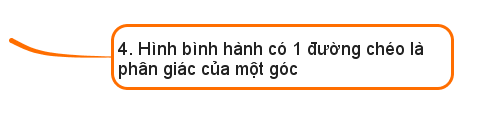 4. Hình bình hành có 1 đường chéo là
phân giác của một góc